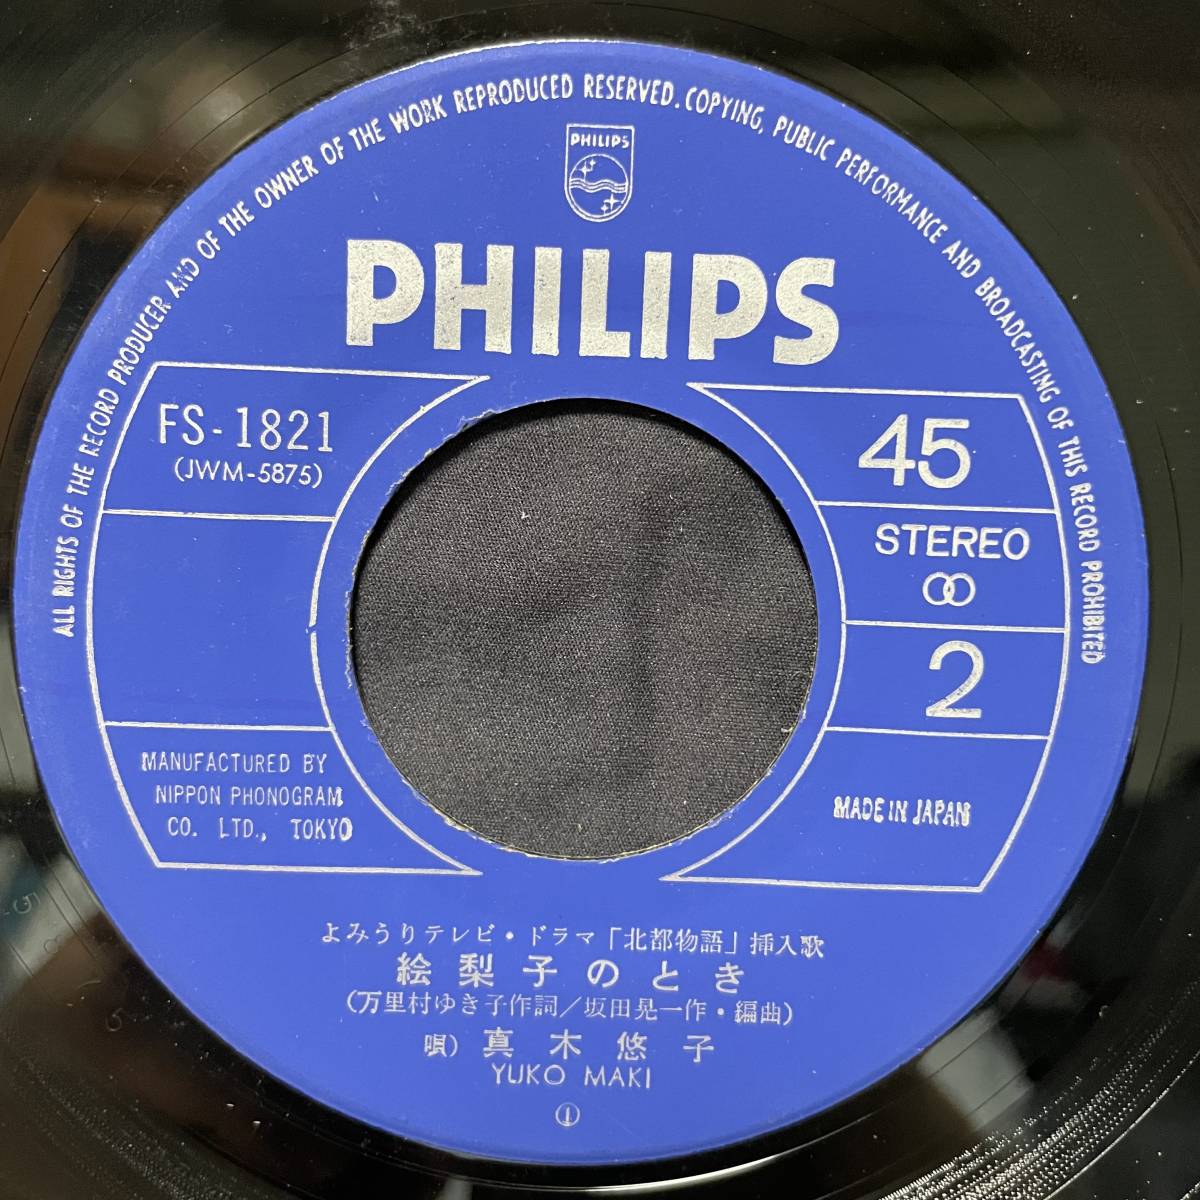 ALL RIGHTS OF THE RECORD PRODUCER AND OF THE OWNER OF THE WORK REPRODUCED RESERVED. COPYING, PUBLIC PERFORMANCE AND BROADCASTING OF THIS RECORD PROHIBITED
PHILIPS
PHILIPS
FS-1821
(JWM-5875)
45
STEREO
2
MANUFACTURED BY
NIPPON PHONOGRAM
CO. LTD., TOKYO
MADE IN JAPAN
よみうりテレビ・ドラマ「北都物語」挿入歌
絵梨子のとき
(万里村ゆき子作詞/坂田晃一作・編曲)
唄) 真木悠子
YUKO MAKI